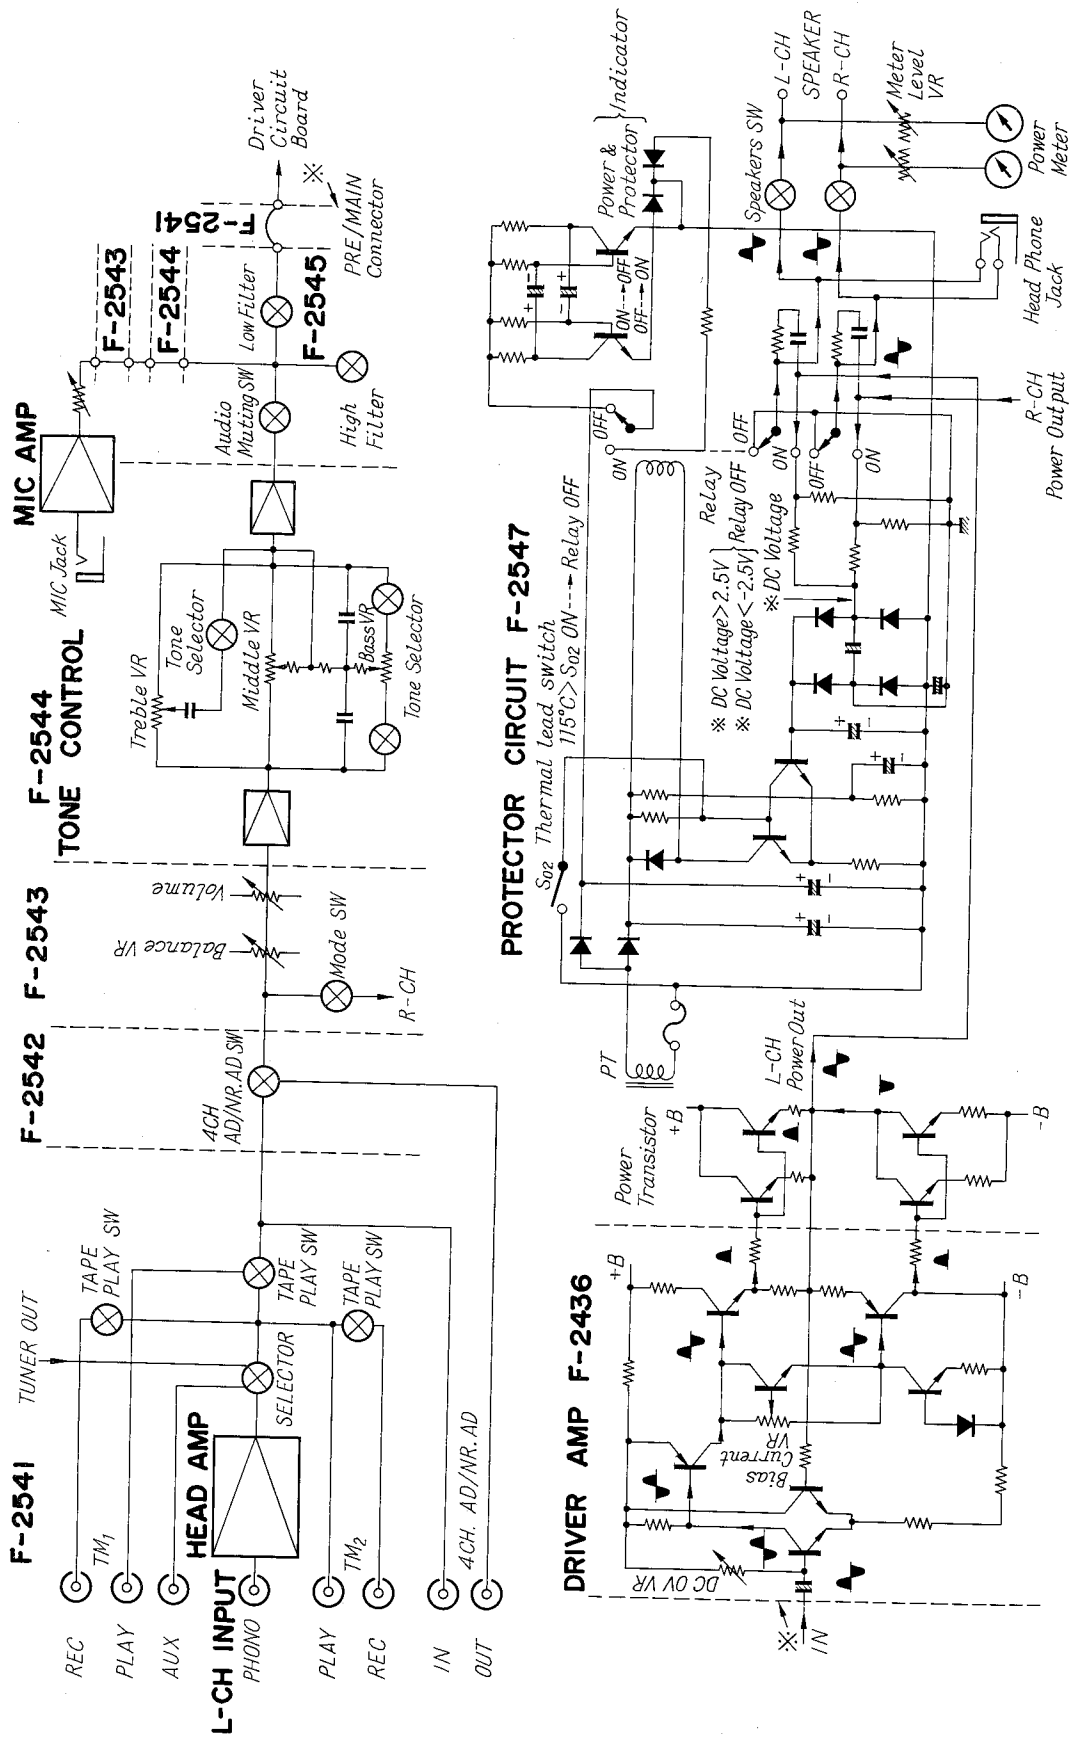 F-2541
F-2542
F-2543
F-2544
TONE CONTROL
MIC AMP
MIC Jack
F-2543
F-2544
F-2541
Driver
Circuit
Board
※
PRE/MAIN
Connector
Low Filter
F-2545
High
Filter
Audio
Muting SW
Treble VR
Tone
Selector
Middle VR
Bass VR
Tone Selector
Volume
Balance VR
Mode SW
R-CH
4CH
AD/NR.AD SW
TUNER OUT
TAPE
PLAY SW
TAPE
PLAY SW
TAPE
PLAY SW
SELECTOR
HEAD AMP
L-CH INPUT
REC
TM1
PLAY
AUX
PHONO
PLAY
TM2
REC
IN
4CH. AD/NR.AD
OUT
PROTECTOR CIRCUIT F-2547
S02 Thermal lead switch
115°C>S02 ON---→Relay OFF
※ DC Voltage>2.5V
※ DC Voltage<-2.5V
Relay OFF
※ DC Voltage
Relay
OFF
ON
OFF
ON
OFF
ON
ON→OFF
OFF→ON
+
-
-
+
Power &
Protector
Indicator
Speakers SW
L-CH
SPEAKER
R-CH
Meter
Level
VR
Power
Meter
Head Phone
Jack
R-CH
Power Output
PT
+
-
+
-
+
-
+
-
DRIVER AMP F-2436
Power
Transistor
+B
-B
+B
-B
L-CH
Power Out
Bias
Current
VR
DC 0V VR
※
IN